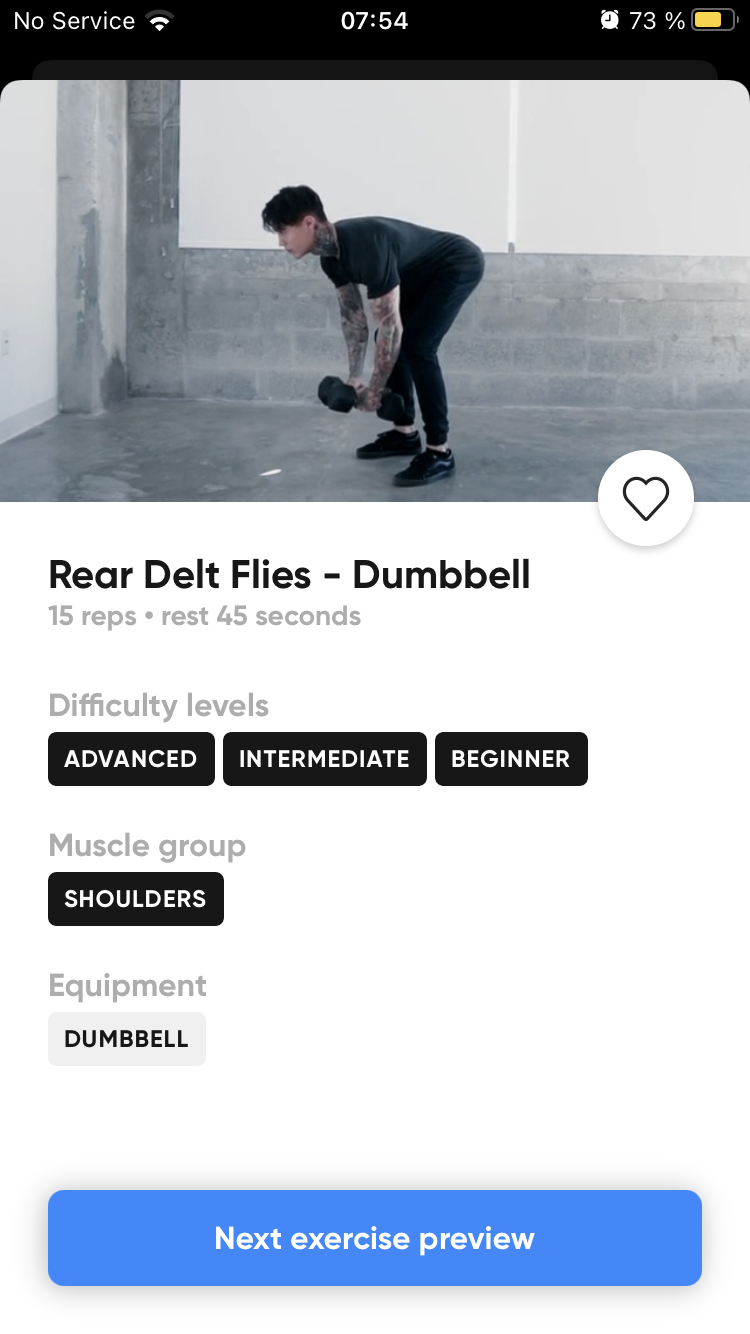 No Service 07:54 73 %
Rear Delt Flies - Dumbbell
15 reps • rest 45 seconds
Difficulty levels
ADVANCED INTERMEDIATE BEGINNER
Muscle group
SHOULDERS
Equipment
DUMBBELL
Next exercise preview